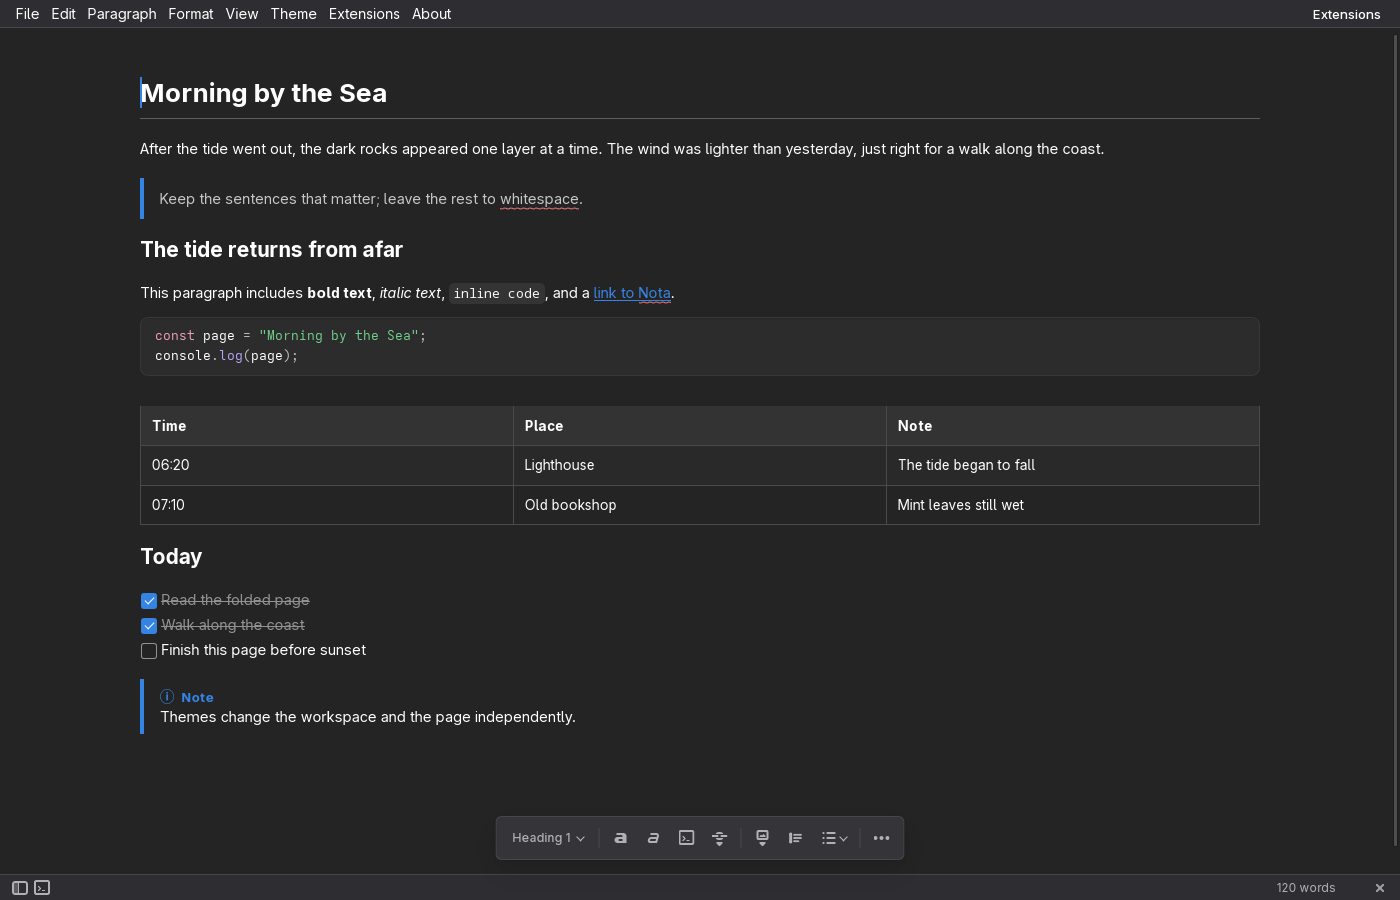 File Edit Paragraph Format View Theme Extensions About Extensions
Morning by the Sea
After the tide went out, the dark rocks appeared one layer at a time. The wind was lighter than yesterday, just right for a walk along the coast.
Keep the sentences that matter; leave the rest to whitespace.
The tide returns from afar
This paragraph includes bold text, italic text, inline code, and a link to Nota.
const page = "Morning by the Sea";
console.log(page);
Time Place Note
06:20 Lighthouse The tide began to fall
07:10 Old bookshop Mint leaves still wet
Today
Read the folded page
Walk along the coast
Finish this page before sunset
Note
Themes change the workspace and the page independently.
Heading 1 a a
120 words